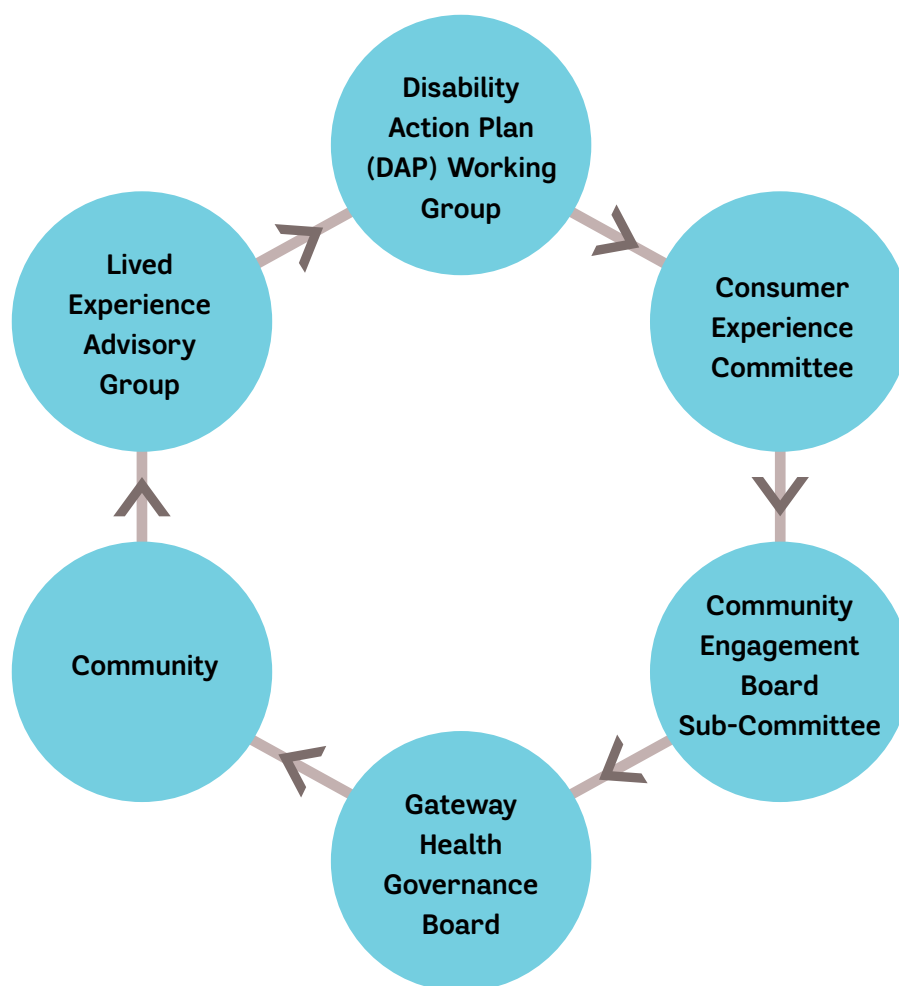 Disability
Action Plan
(DAP) Working
Group
Consumer
Experience
Committee
Community
Engagement
Board
Sub-Committee
Gateway
Health
Governance
Board
Community
Lived
Experience
Advisory
Group